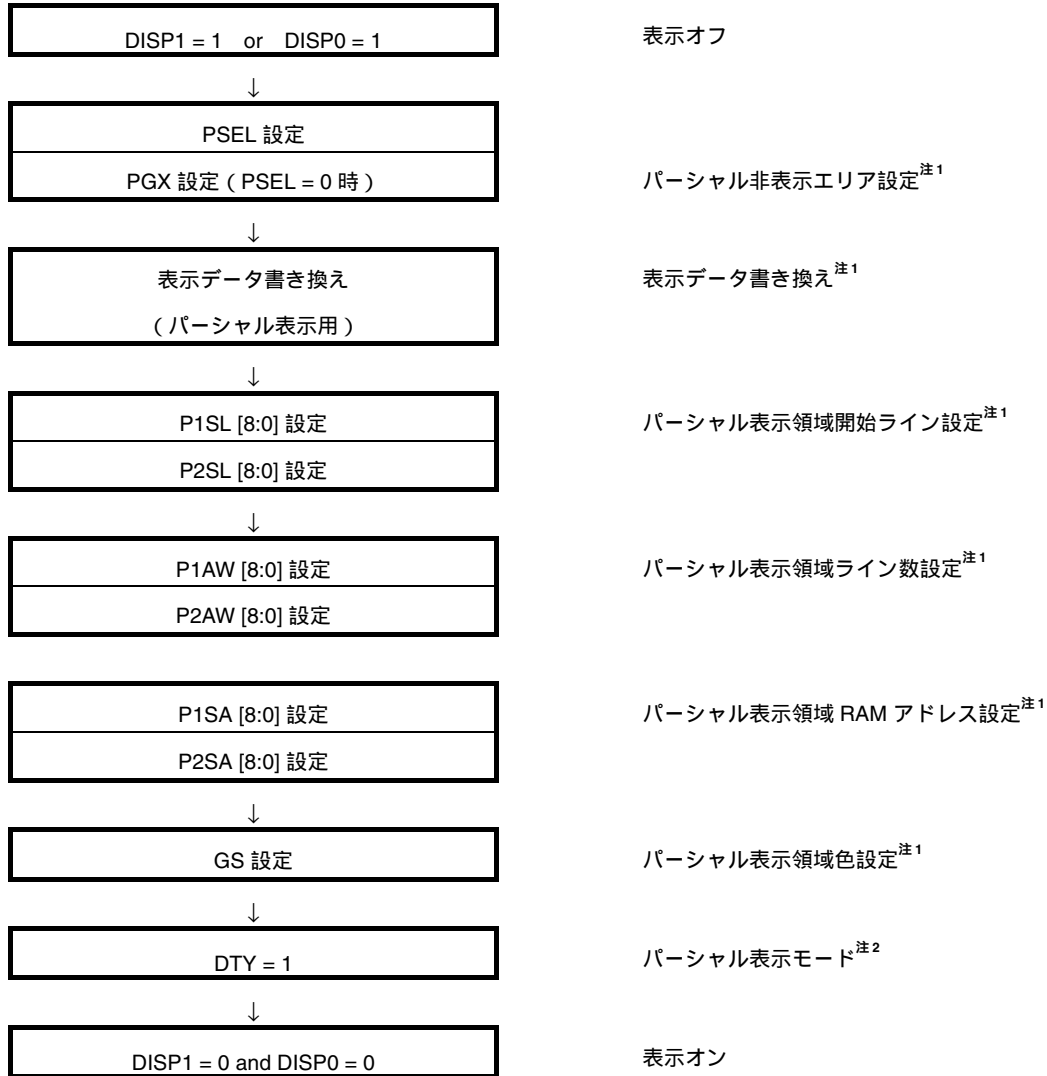 DISP1 = 1 or DISP0 = 1 表示オフ
↓
PSEL 設定
PGX 設定 ( PSEL = 0 時 ) パーシャル非表示エリア設定注1
↓
表示データ書き換え 表示データ書き換え注1
( パーシャル表示用 )
↓
P1SL [8:0] 設定 パーシャル表示領域開始ライン設定注1
P2SL [8:0] 設定
↓
P1AW [8:0] 設定 パーシャル表示領域ライン数設定注1
P2AW [8:0] 設定
P1SA [8:0] 設定 パーシャル表示領域 RAM アドレス設定注1
P2SA [8:0] 設定
↓
GS 設定 パーシャル表示領域色設定注1
↓
DTY = 1 パーシャル表示モード注2
↓
DISP1 = 0 and DISP0 = 0 表示オン